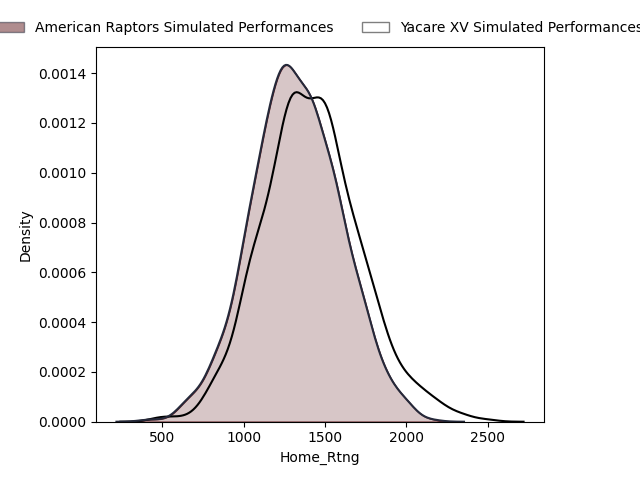 American Raptors Simulated Performances Yacare XV Simulated Performances
0.0014
0.0012
0.0010
0.0008
0.0006
0.0004
0.0002
0.0000
Density
500 1000 1500 2000 2500
Home_Rtng